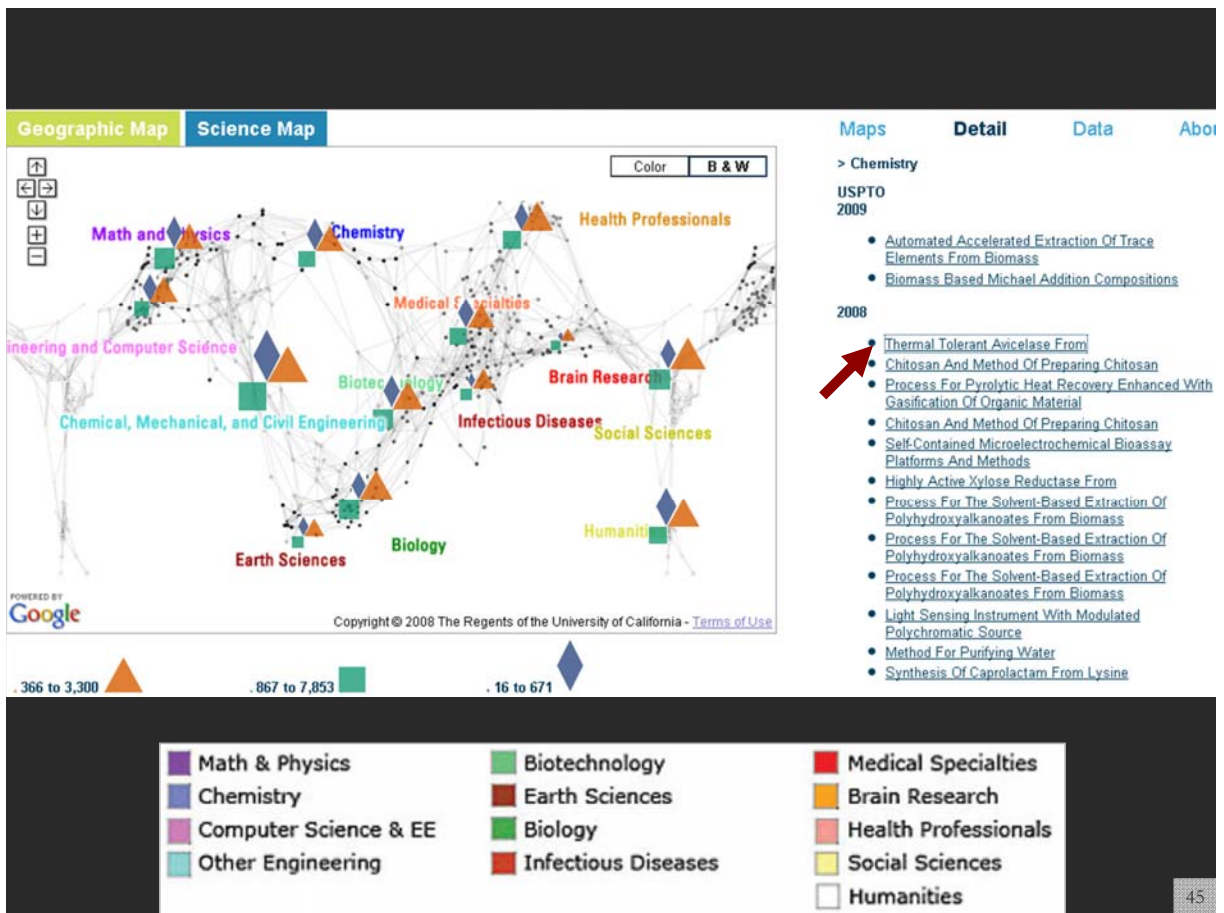 Geographic Map
Science Map
Maps
Detail
Data
Abou
Color
B & W
> Chemistry
USPTO
2009
Automated Accelerated Extraction Of Trace
Elements From Biomass
Biomass Based Michael Addition Compositions
2008
Thermal Tolerant Avicelase From
Chitosan And Method Of Preparing Chitosan
Process For Pyrolytic Heat Recovery Enhanced With
Gasification Of Organic Material
Chitosan And Method Of Preparing Chitosan
Self-Contained Microelectrochemical Bioassay
Platforms And Methods
Highly Active Xylose Reductase From
Process For The Solvent-Based Extraction Of
Polyhydroxyalkanoates From Biomass
Process For The Solvent-Based Extraction Of
Polyhydroxyalkanoates From Biomass
Process For The Solvent-Based Extraction Of
Polyhydroxyalkanoates From Biomass
Light Sensing Instrument With Modulated
Polychromatic Source
Method For Purifying Water
Synthesis Of Caprolactam From Lysine
Health Professionals
Math and Physics
Chemistry
Medical Specialties
ineering and Computer Science
Brain Research
Biotechnology
Chemical, Mechanical, and Civil Engineering
Infectious Diseases
Social Sciences
Humanities
Biology
Earth Sciences
POWERED BY
Google
Copyright © 2008 The Regents of the University of California - Terms of Use
. 366 to 3,300
. 867 to 7,853
. 16 to 671
Math & Physics
Chemistry
Computer Science & EE
Other Engineering
Biotechnology
Earth Sciences
Biology
Infectious Diseases
Medical Specialties
Brain Research
Health Professionals
Social Sciences
Humanities
45